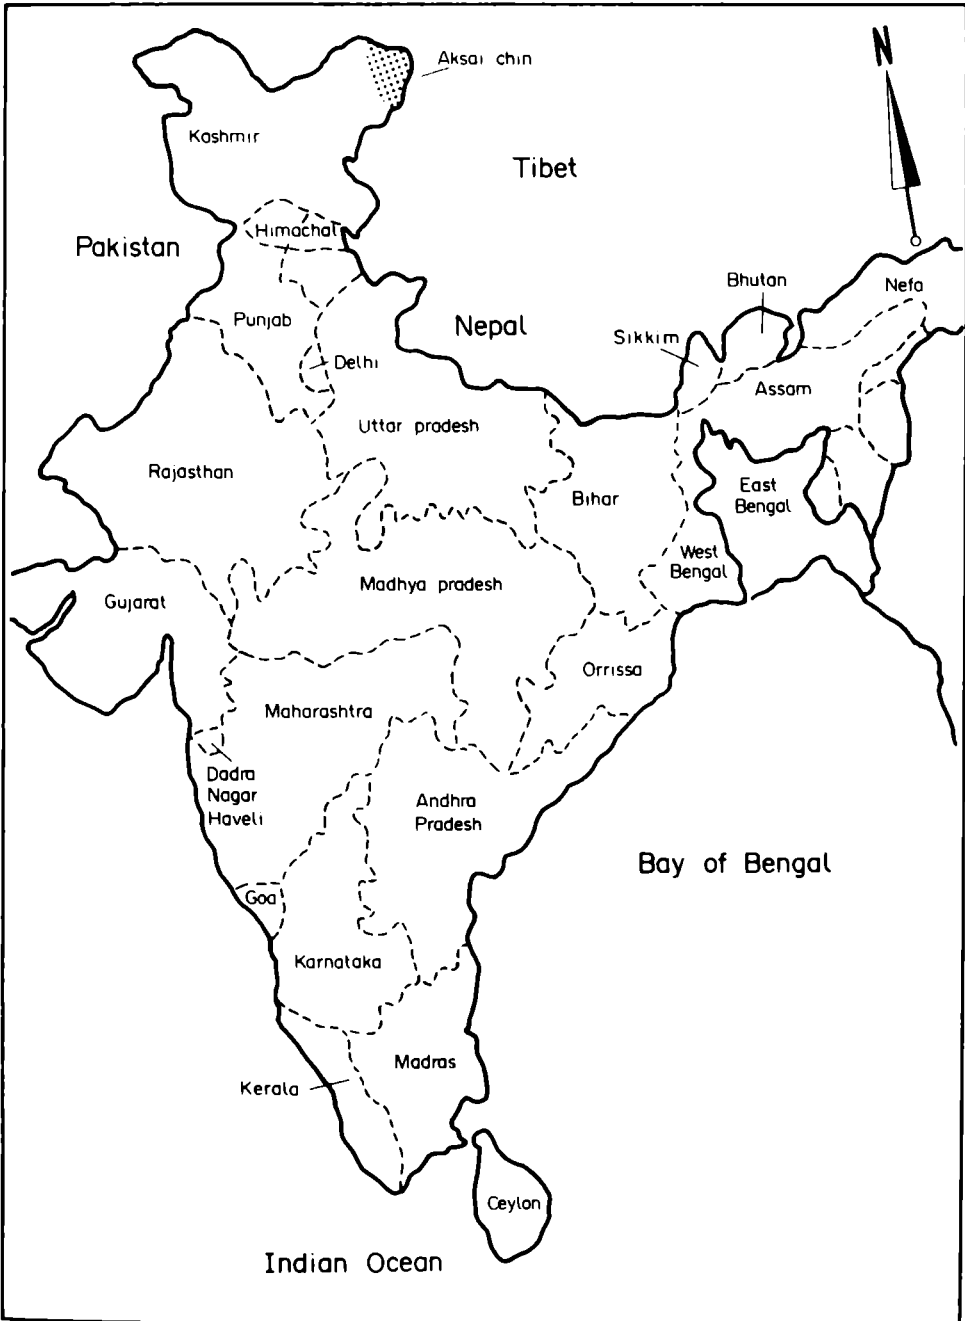 Aksai chin
N
Kashmir
Tibet
Himachal
Pakistan
Bhutan
Nefa
Punjab
Nepal
Sikkim
Delhi
Assam
Uttar pradesh
Rajasthan
Bihar
East
Bengal
West
Bengal
Madhya pradesh
Gujarat
Orrissa
Maharashtra
Dadra
Nagar
Haveli
Andhra
Pradesh
Bay of Bengal
Goa
Karnataka
Madras
Kerala
Ceylon
Indian Ocean